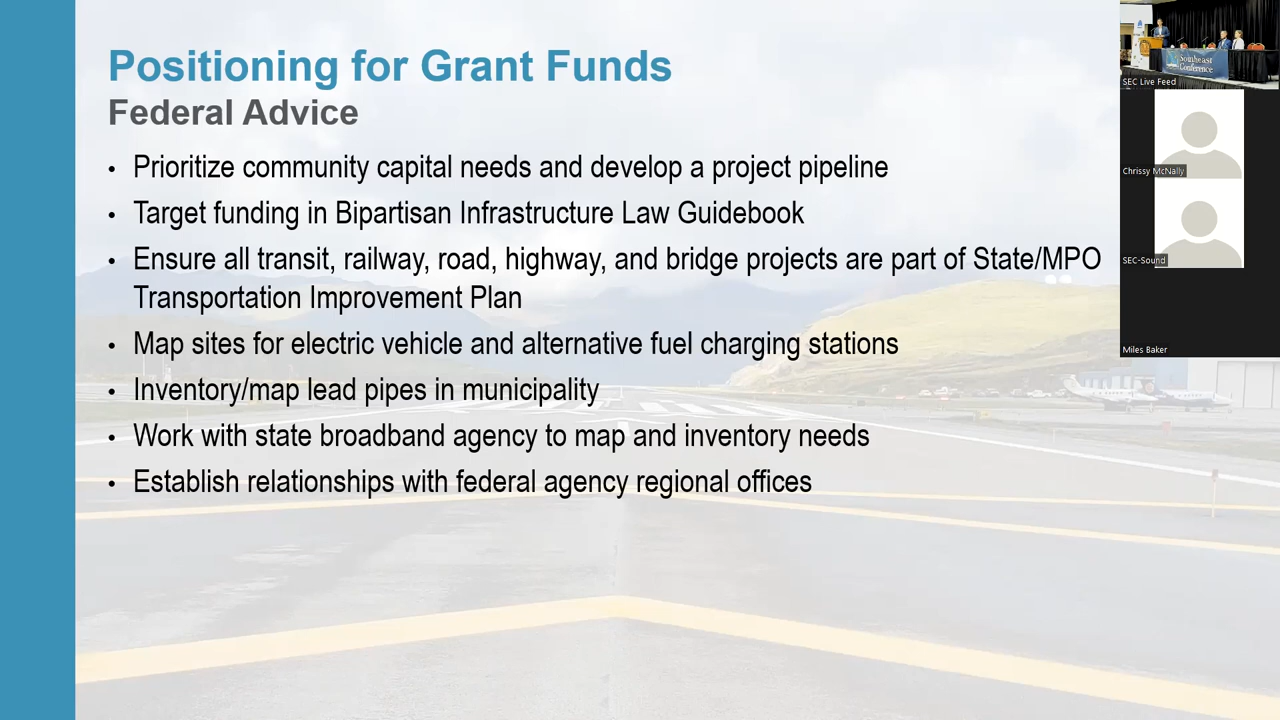 Positioning for Grant Funds
Federal Advice
• Prioritize community capital needs and develop a project pipeline
• Target funding in Bipartisan Infrastructure Law Guidebook
• Ensure all transit, railway, road, highway, and bridge projects are part of State/MPO
Transportation Improvement Plan
• Map sites for electric vehicle and alternative fuel charging stations
• Inventory/map lead pipes in municipality
• Work with state broadband agency to map and inventory needs
• Establish relationships with federal agency regional offices
Southeast
Conference
SEC Live Feed
Chrissy McNally
SEC-Sound
Miles Baker